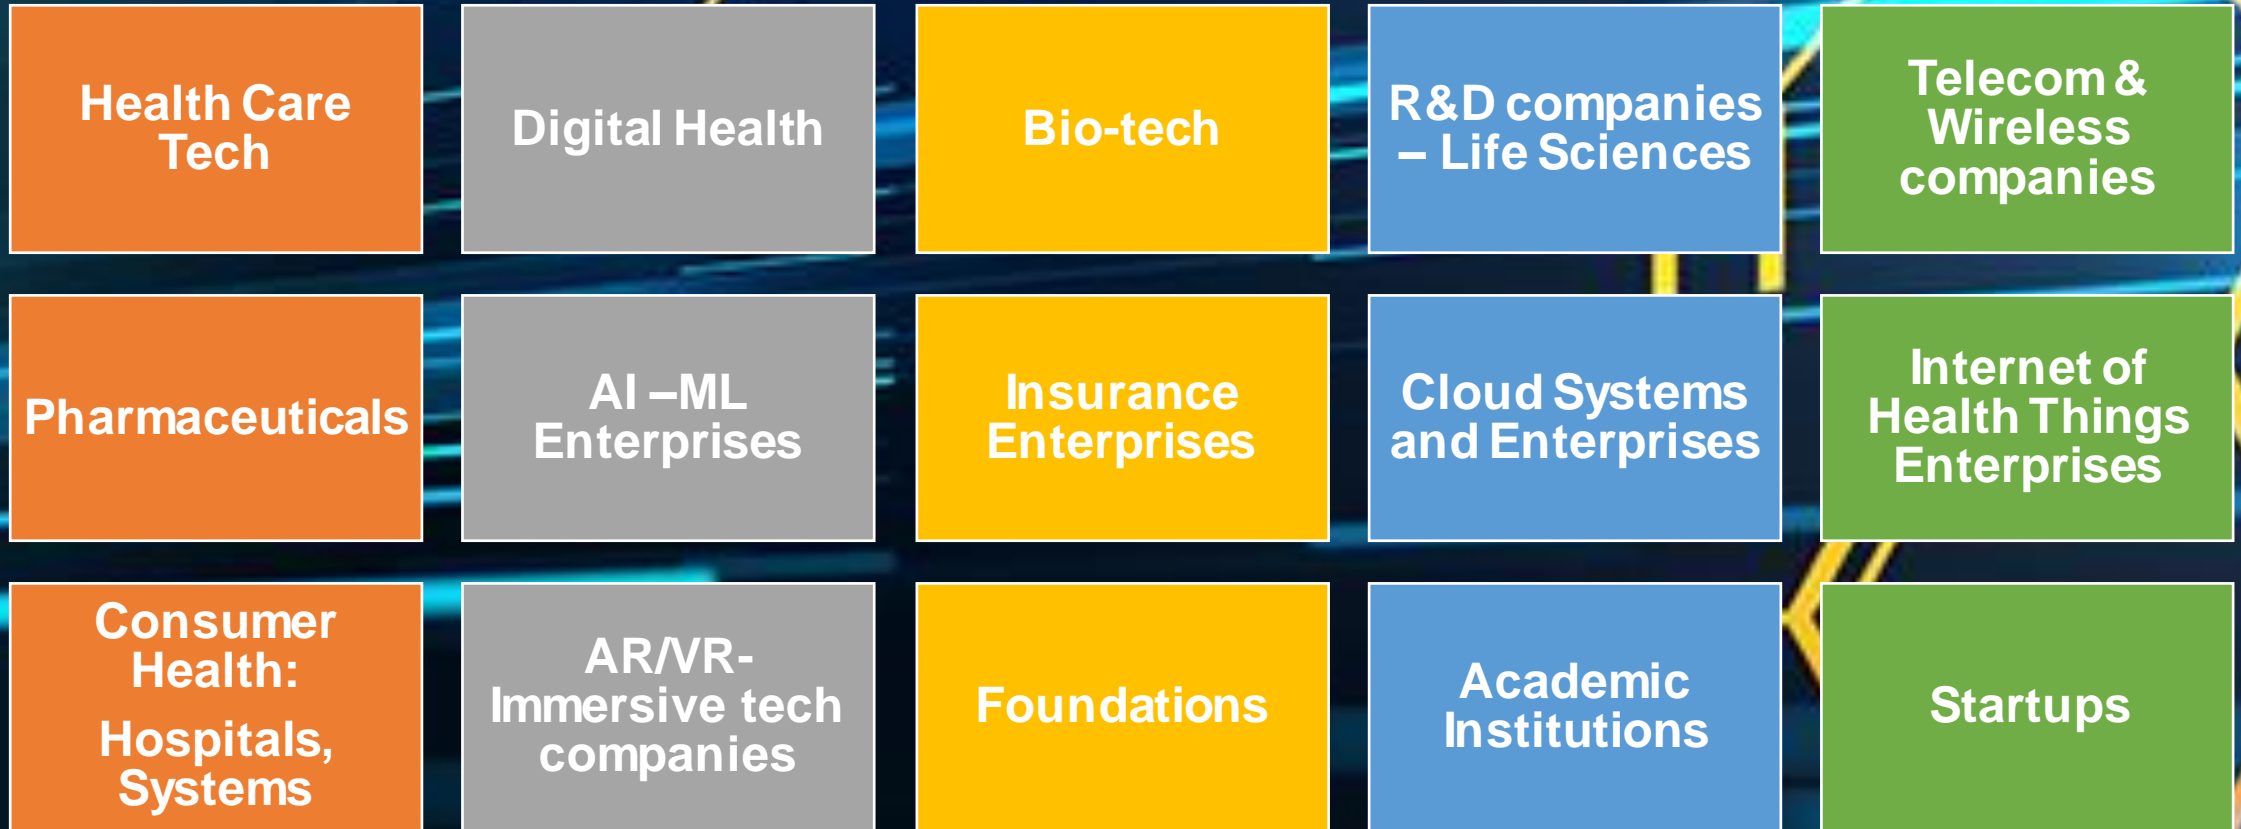 Health Care
Tech
Digital Health
Bio-tech
R&D companies
– Life Sciences
Telecom &
Wireless
companies
Pharmaceuticals
AI –ML
Enterprises
Insurance
Enterprises
Cloud Systems
and Enterprises
Internet of
Health Things
Enterprises
Consumer
Health:
Hospitals,
Systems
AR/VR-
Immersive tech
companies
Foundations
Academic
Institutions
Startups